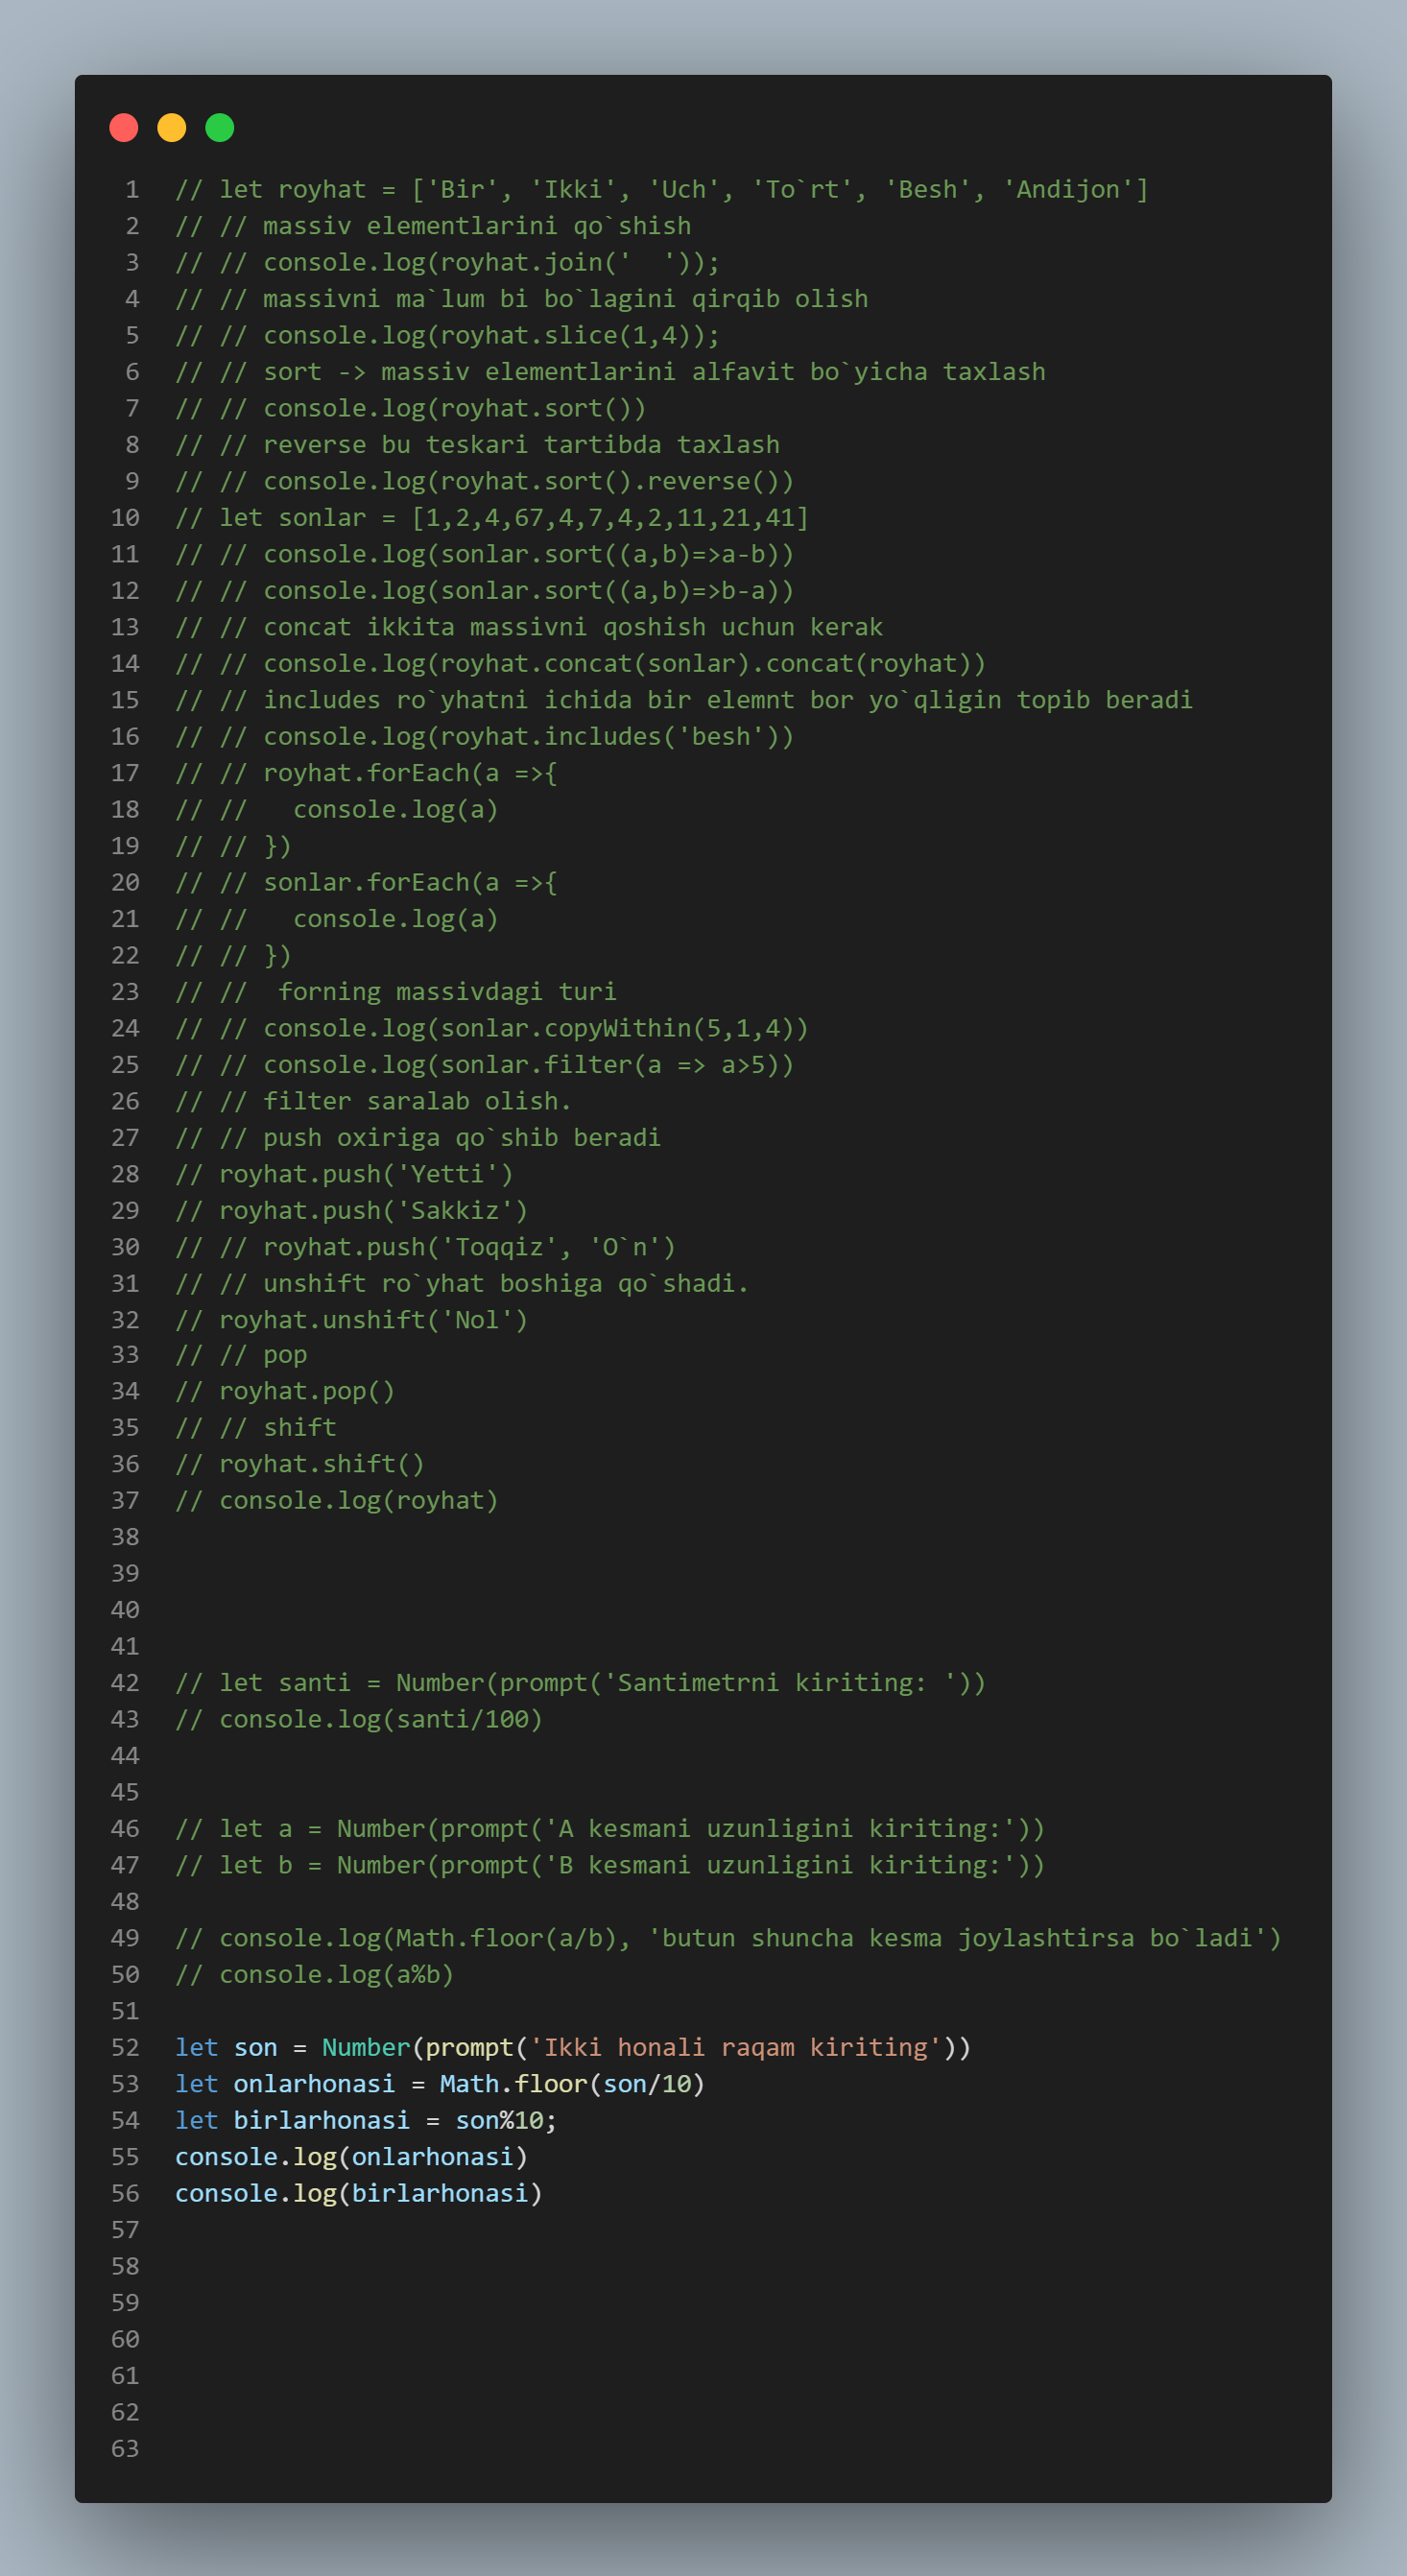 1 // let royhat = ['Bir', 'Ikki', 'Uch', 'To`rt', 'Besh', 'Andijon']
2 // // massiv elementlarini qo`shish
3 // // console.log(royhat.join('  '));
4 // // massivni ma`lum bi bo`lagini qirqib olish
5 // // console.log(royhat.slice(1,4));
6 // // sort -> massiv elementlarini alfavit bo`yicha taxlash
7 // // console.log(royhat.sort())
8 // // reverse bu teskari tartibda taxlash
9 // // console.log(royhat.sort().reverse())
10 // let sonlar = [1,2,4,67,4,7,4,2,11,21,41]
11 // // console.log(sonlar.sort((a,b)=>a-b))
12 // // console.log(sonlar.sort((a,b)=>b-a))
13 // // concat ikkita massivni qoshish uchun kerak
14 // // console.log(royhat.concat(sonlar).concat(royhat))
15 // // includes ro`yhatni ichida bir elemnt bor yo`qligin topib beradi
16 // // console.log(royhat.includes('besh'))
17 // // royhat.forEach(a =>{
18 // //   console.log(a)
19 // // })
20 // // sonlar.forEach(a =>{
21 // //   console.log(a)
22 // // })
23 // //  forning massivdagi turi
24 // // console.log(sonlar.copyWithin(5,1,4))
25 // // console.log(sonlar.filter(a => a>5))
26 // // filter saralab olish.
27 // // push oxiriga qo`shib beradi
28 // royhat.push('Yetti')
29 // royhat.push('Sakkiz')
30 // // royhat.push('Toqqiz', 'O`n')
31 // // unshift ro`yhat boshiga qo`shadi.
32 // royhat.unshift('Nol')
33 // // pop
34 // royhat.pop()
35 // // shift
36 // royhat.shift()
37 // console.log(royhat)
38
39
40
41
42 // let santi = Number(prompt('Santimetrni kiriting: '))
43 // console.log(santi/100)
44
45
46 // let a = Number(prompt('A kesmani uzunligini kiriting:'))
47 // let b = Number(prompt('B kesmani uzunligini kiriting:'))
48
49 // console.log(Math.floor(a/b), 'butun shuncha kesma joylashtirsa bo`ladi')
50 // console.log(a%b)
51
52 let son = Number(prompt('Ikki honali raqam kiriting'))
53 let onlarhonasi = Math.floor(son/10)
54 let birlarhonasi = son%10;
55 console.log(onlarhonasi)
56 console.log(birlarhonasi)
57
58
59
60
61
62
63